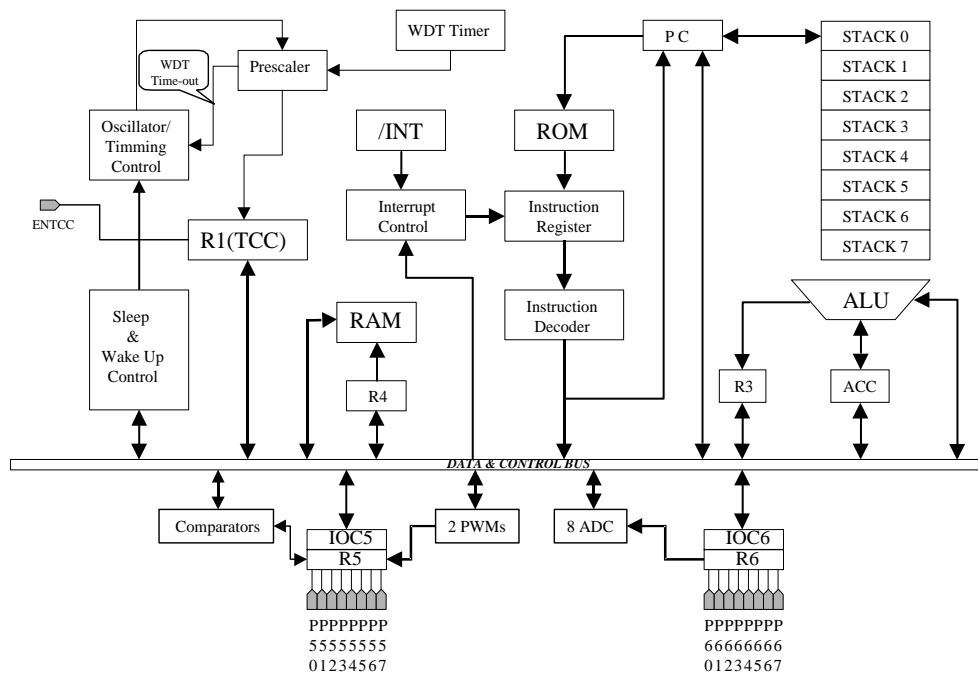 WDT Timer
P C
STACK 0
STACK 1
STACK 2
STACK 3
STACK 4
STACK 5
STACK 6
STACK 7
WDT
Time-out
Prescaler
Oscillator/
Timming
Control
/INT
ROM
ENTCC
R1(TCC)
Interrupt
Control
Instruction
Register
Sleep
&
Wake Up
Control
RAM
R4
Instruction
Decoder
ALU
R3
ACC
DATA & CONTROL BUS
Comparators
IOC5
R5
2 PWMs
8 ADC
IOC6
R6
PPPPPPPP
55555555
01234567
PPPPPPPP
66666666
01234567